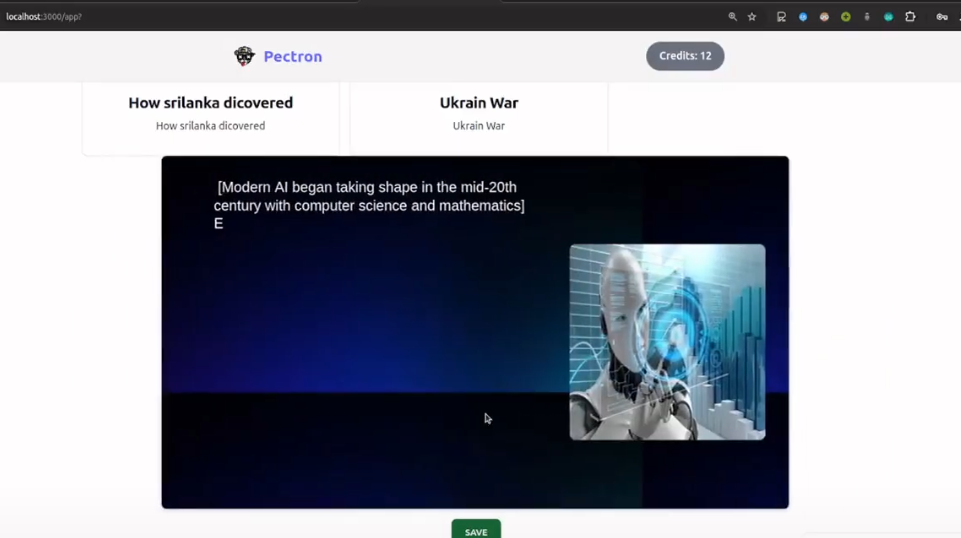 localhost:3000/app?
Pectron
Credits: 12
How srilanka dicovered
How srilanka dicovered
Ukrain War
Ukrain War
[Modern AI began taking shape in the mid-20th
century with computer science and mathematics]
E
SAVE